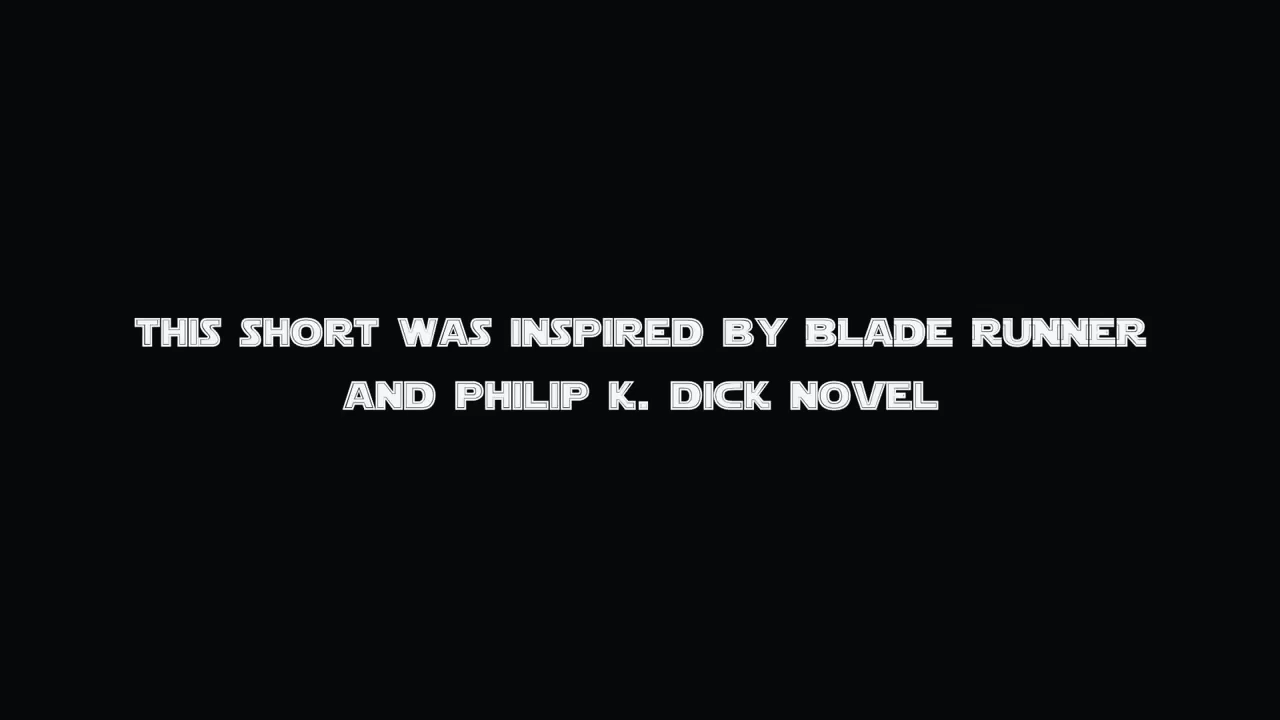 THIS SHORT WAS INSPIRED BY BLADE RUNNER
AND PHILIP K. DICK NOVEL